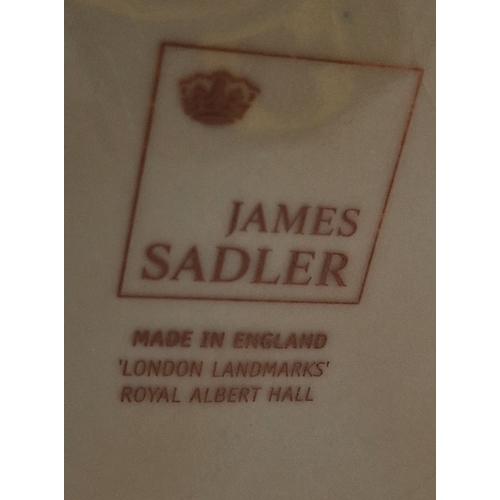 JAMES
SADLER
MADE IN ENGLAND
'LONDON LANDMARKS'
ROYAL ALBERT HALL